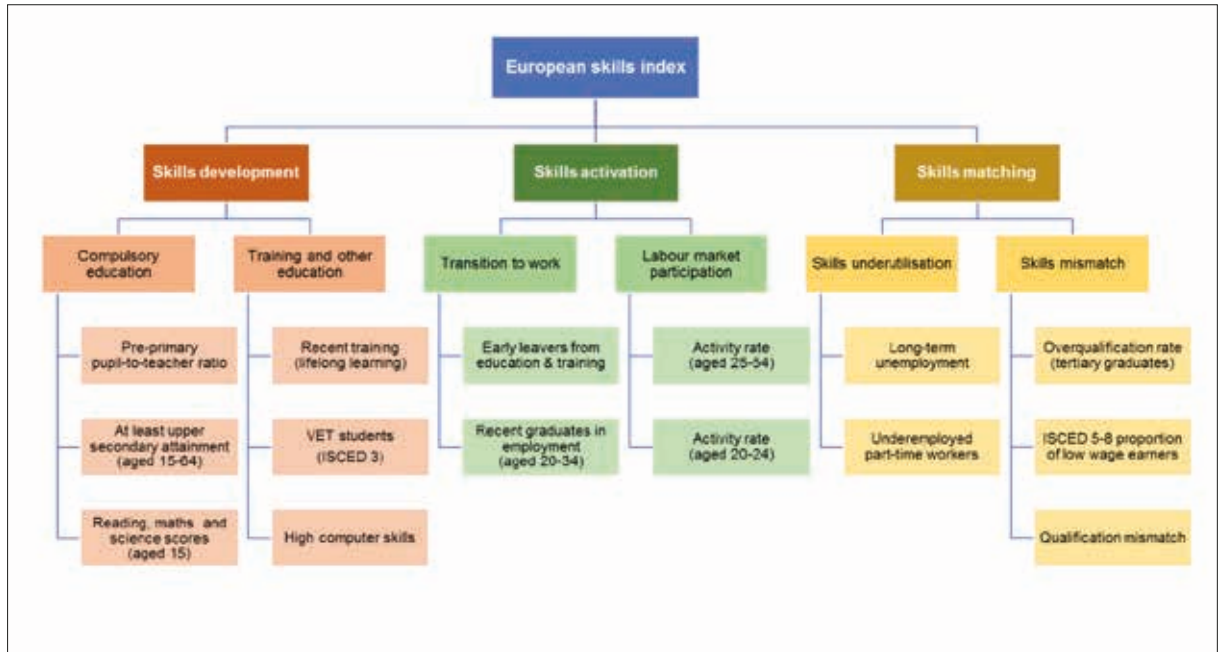 European skills index
Skills development
Skills activation
Skills matching
Compulsory
education
Training and other
education
Transition to work
Labour market
participation
Skills underutilisation
Skills mismatch
Pre-primary
pupil-to-teacher ratio
Recent training
(lifelong learning)
Early leavers from
education & training
Activity rate
(aged 25-54)
Long-term
unemployment
Overqualification rate
(tertiary graduates)
At least upper
secondary attainment
(aged 15-64)
VET students
(ISCED 3)
Recent graduates in
employment
(aged 20-34)
Activity rate
(aged 20-24)
Underemployed
part-time workers
ISCED 5-8 proportion
of low wage earners
Reading, maths and
science scores
(aged 15)
High computer skills
Qualification mismatch